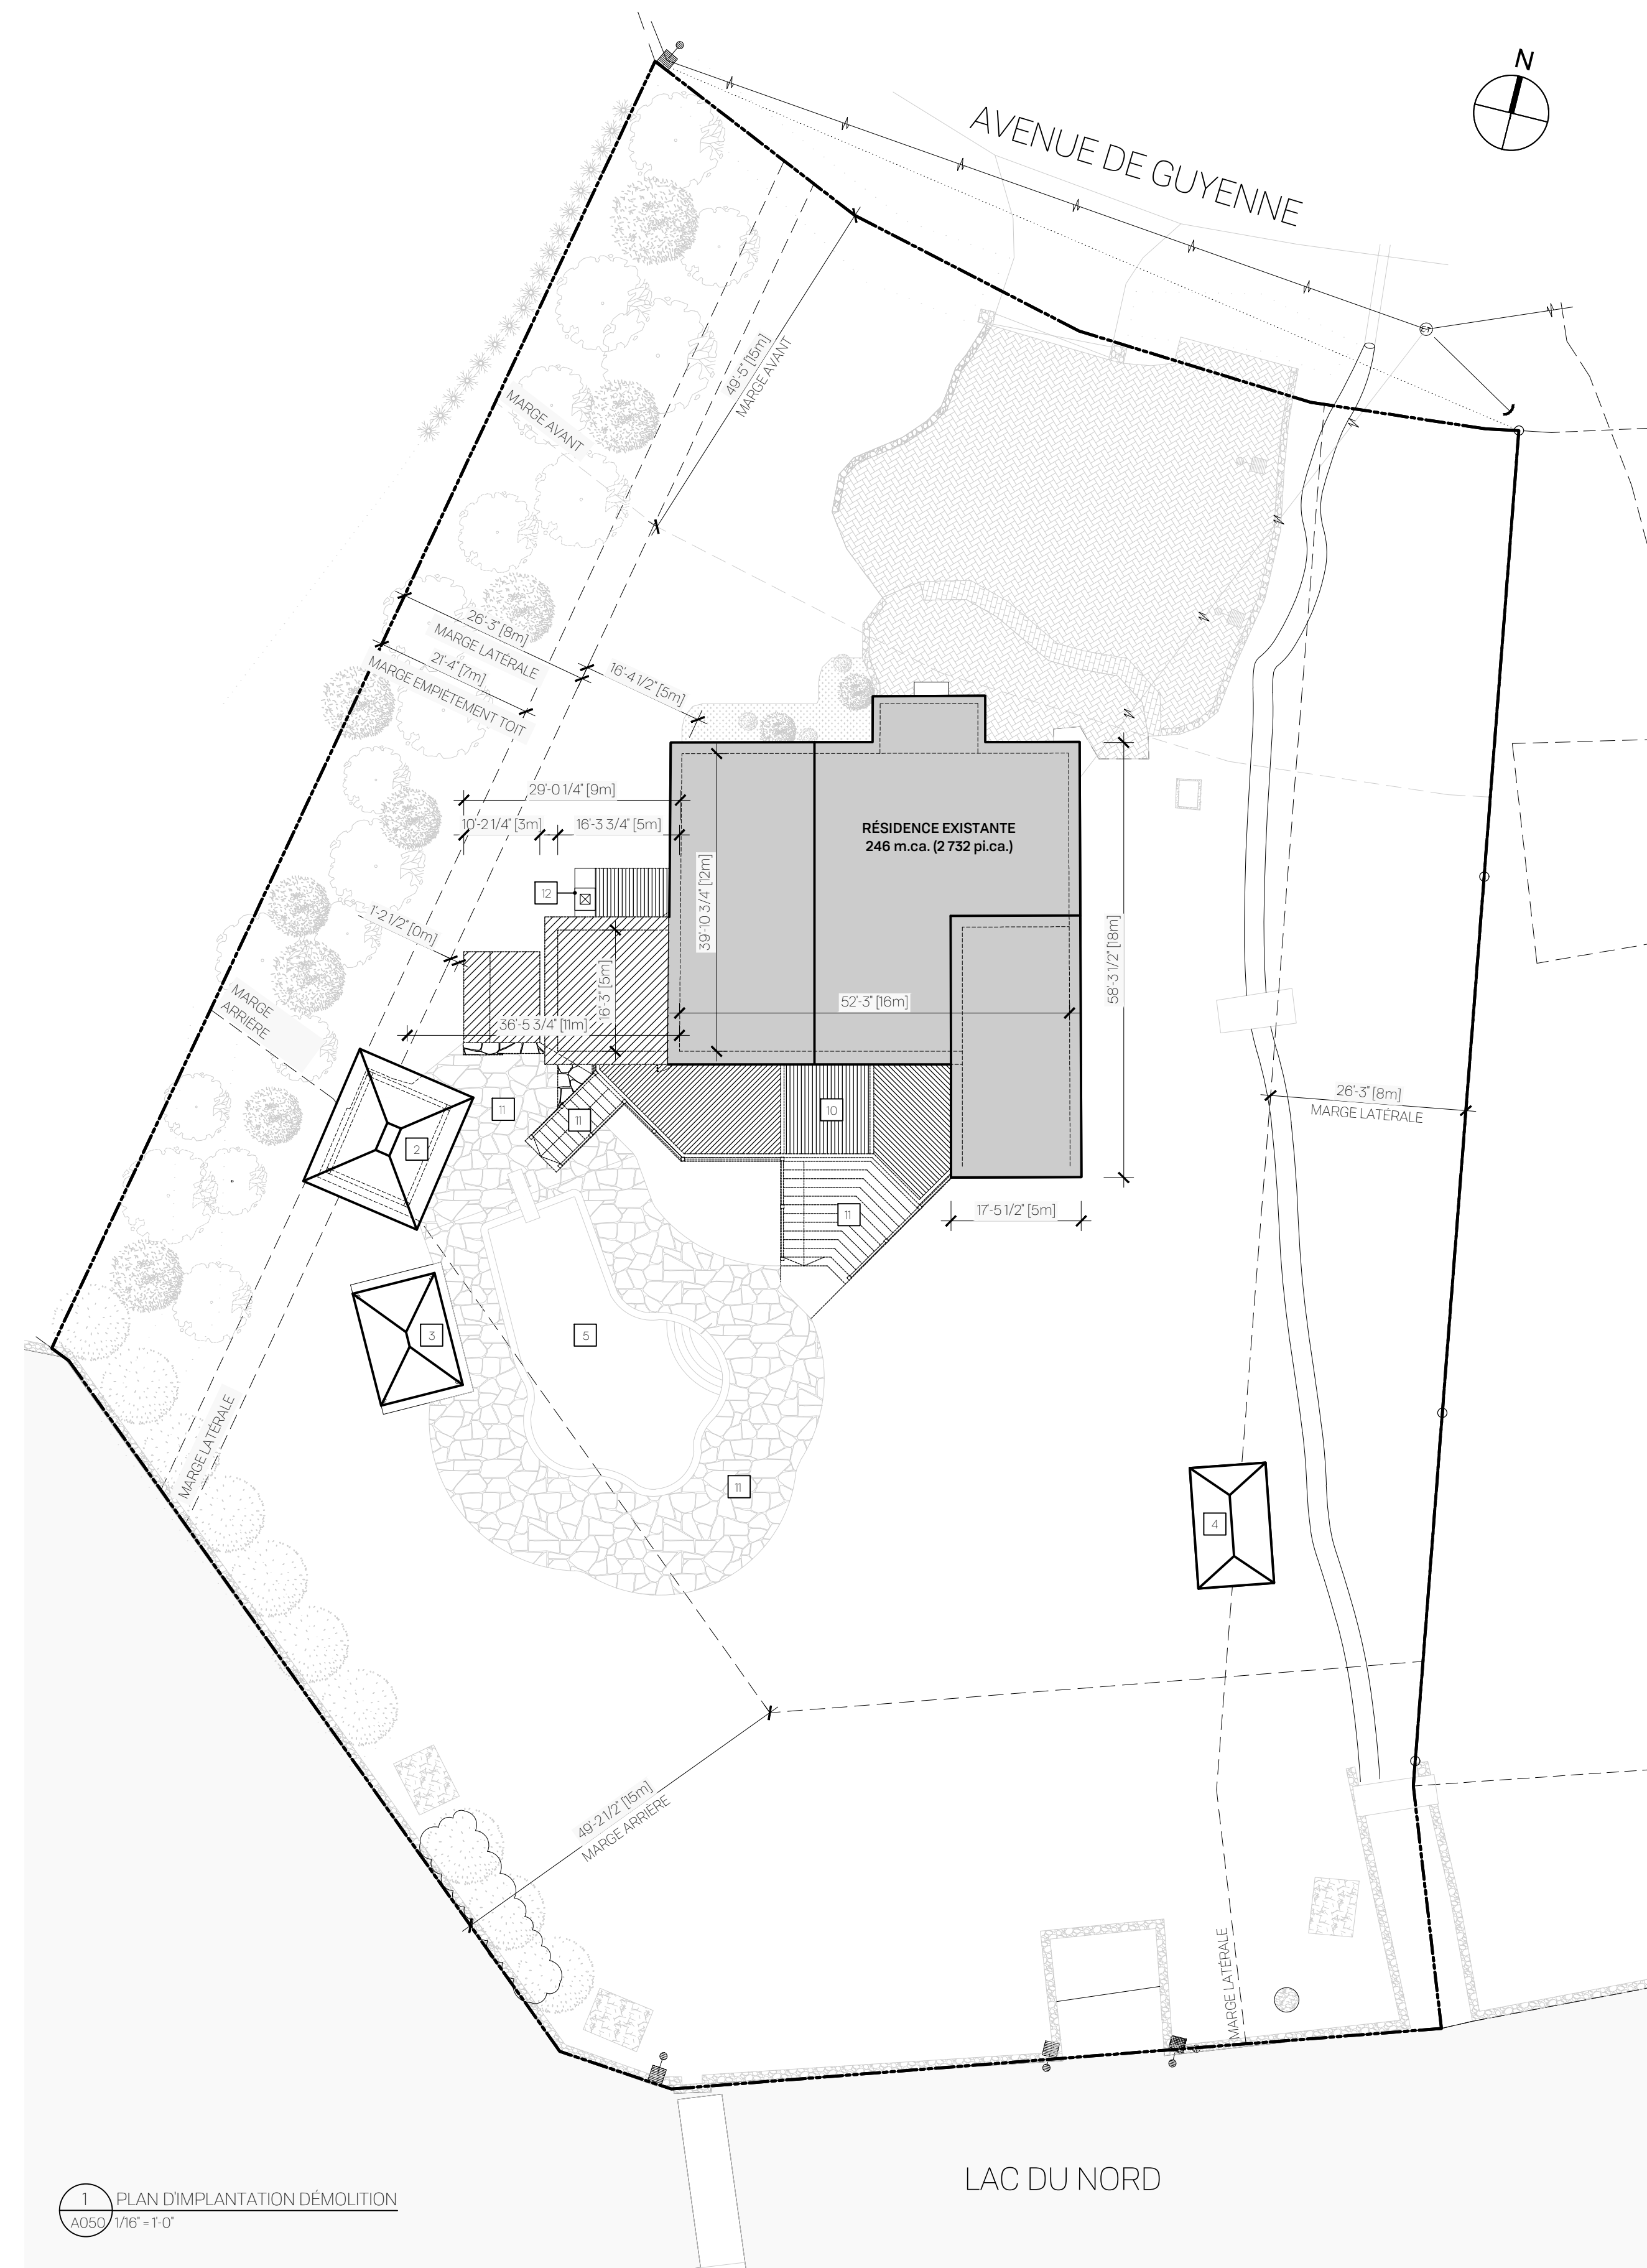 N
AVENUE DE GUYENNE
49'-5" [15m]
MARGE AVANT
MARGE AVANT
26'-3" [8m]
MARGE LATÉRALE
21'-4" [7m]
MARGE EMPIÈTEMENT TOIT
16'-4 1/2" [5m]
29'-0 1/4" [9m]
10'-2 1/4" [3m]
16'-3 3/4" [5m]
RÉSIDENCE EXISTANTE
246 m.ca. (2 732 pi.ca.)
12
39'-10 3/4" [12m]
1'-2 1/2" [0m]
58'-3 1/2" [18m]
16'-3" [5m]
52'-3" [16m]
36'-5 3/4" [11m]
MARGE
ARRIÈRE
26'-3" [8m]
MARGE LATÉRALE
11
11
10
2
11
17'-5 1/2" [5m]
3
5
MARGE LATÉRALE
11
4
49'-2 1/2" [15m]
MARGE ARRIÈRE
MARGE LATÉRALE
LAC DU NORD
1
PLAN D'IMPLANTATION DÉMOLITION
A050
1/16" = 1'-0"